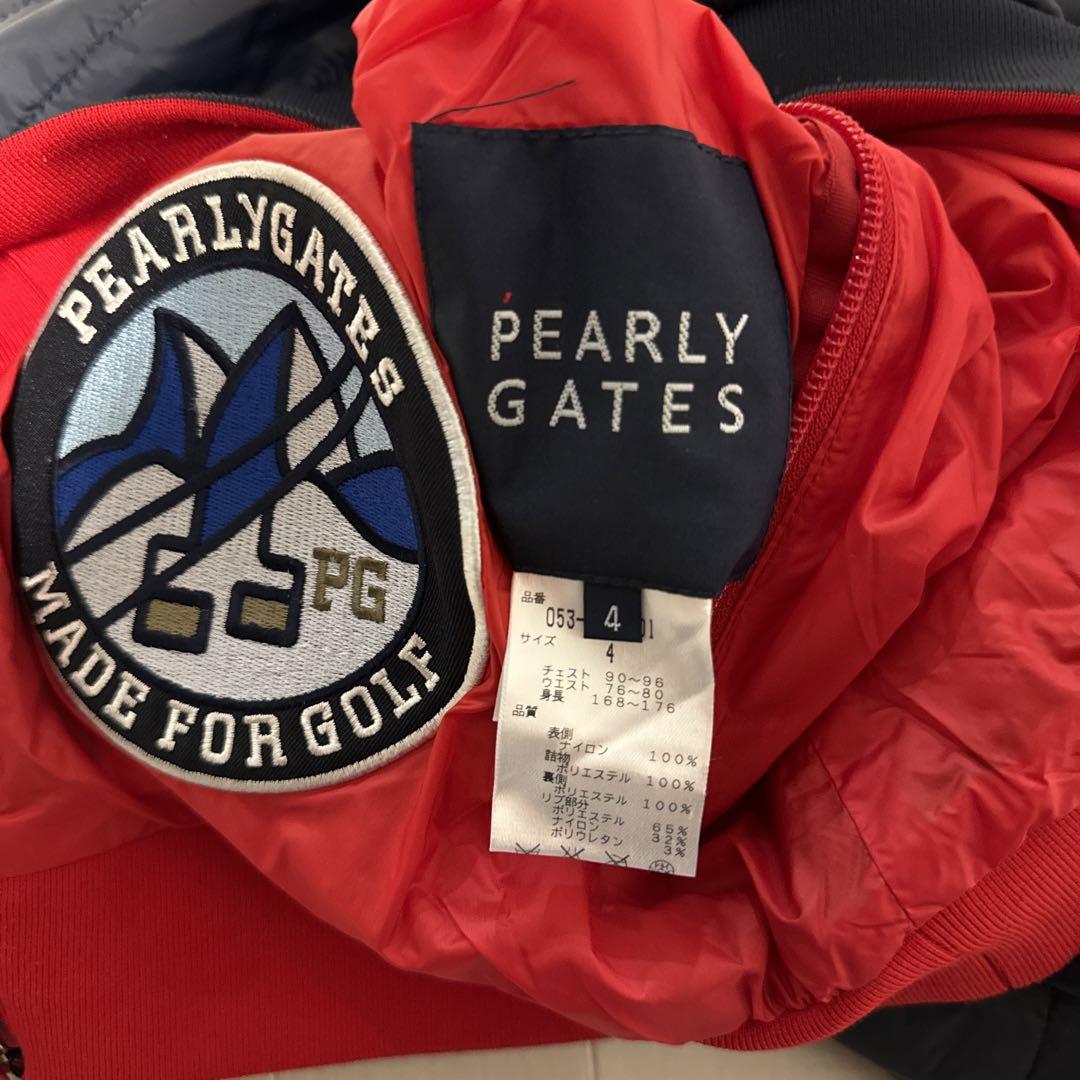 PEARLYGATES
PG
MADE FOR GOLF
PEARLY
GATES
4
品番
053-
01
サイズ
4
チェスト 90~96
ウエスト 76~80
身長 168~176
品質
表側
ナイロン 100%
詰物
ポリエステル 100%
裏側
ポリエステル 100%
リブ部分
ポリエステル 65%
ナイロン 32%
ポリウレタン 3%